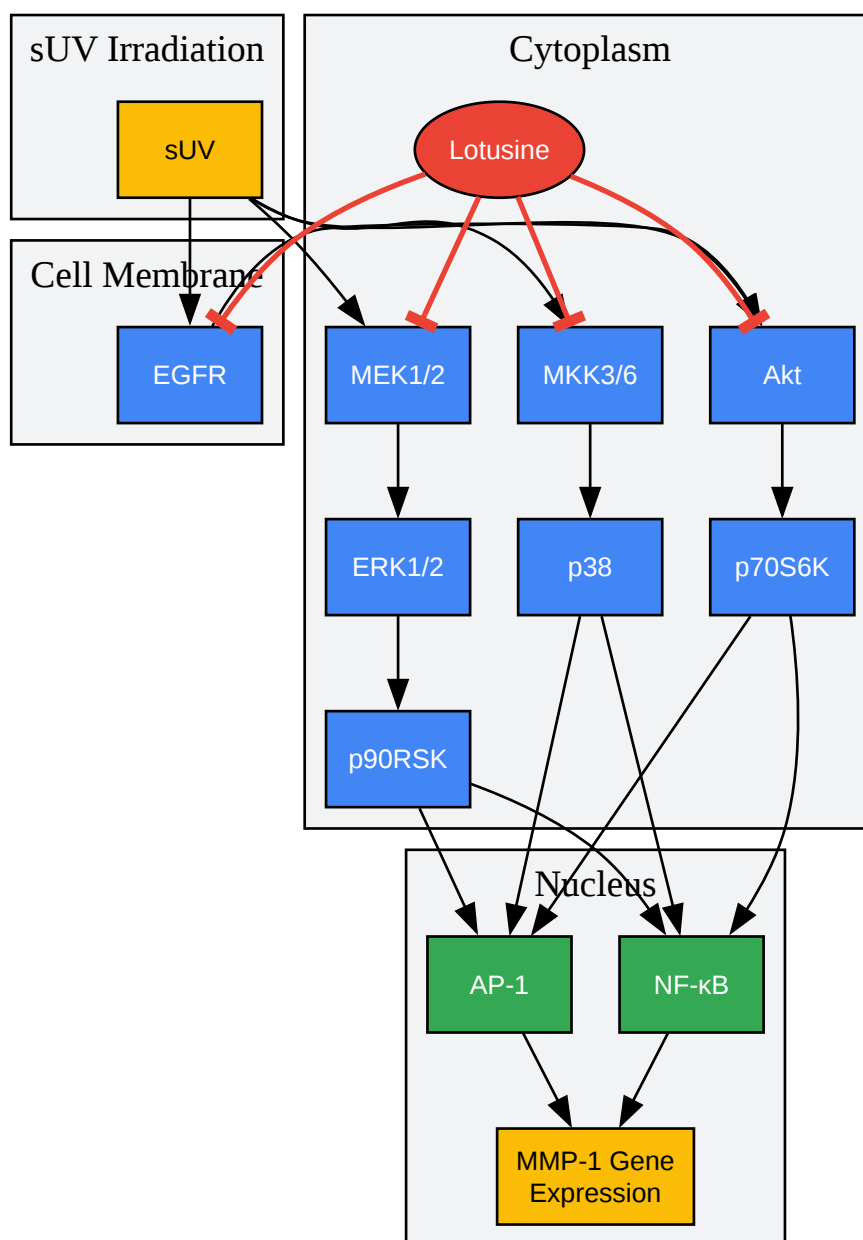 sUV Irradiation
Cytoplasm
sUV
Lotusine
Cell Membrane
EGFR
MEK1/2
MKK3/6
Akt
ERK1/2
p38
p70S6K
p90RSK
Nucleus
AP-1
NF-κB
MMP-1 Gene
Expression